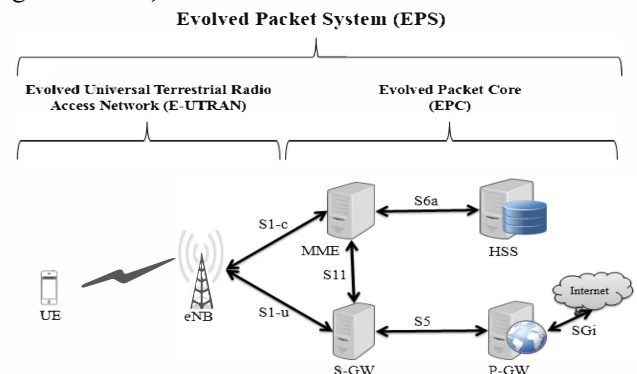 Evolved Packet System (EPS)
Evolved Universal Terrestrial Radio
Access Network (E-UTRAN)
Evolved Packet Core
(EPC)
S6a
S1-c
MME
HSS
S11
Internet
UE
eNB
S1-u
S5
SGi
S-GW
P-GW